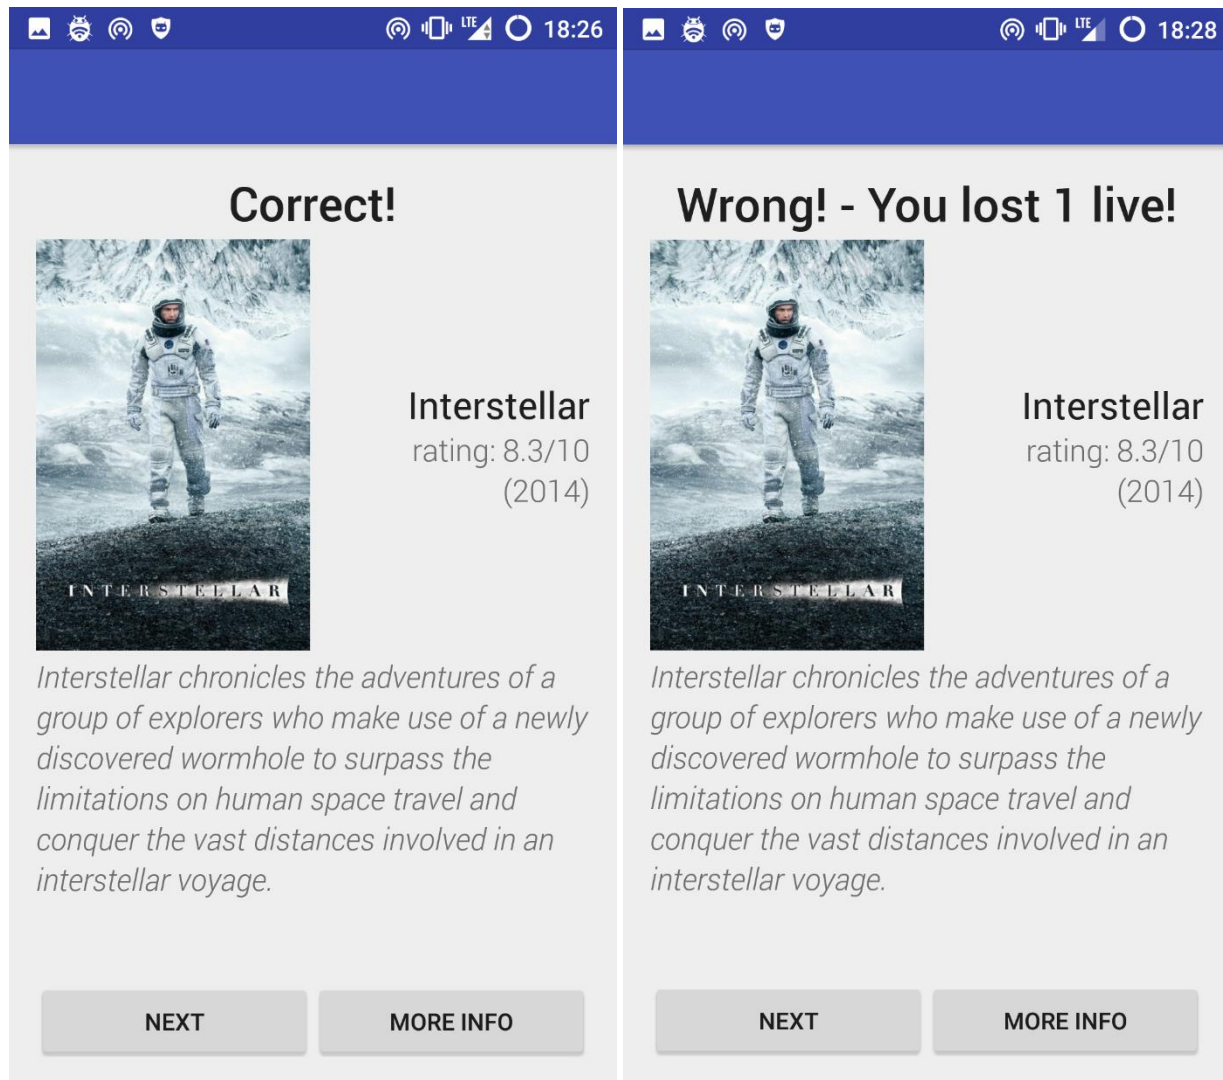 LTE 18:26
Correct!
INTERSTELLAR
Interstellar
rating: 8.3/10
(2014)
Interstellar chronicles the adventures of a
group of explorers who make use of a newly
discovered wormhole to surpass the
limitations on human space travel and
conquer the vast distances involved in an
interstellar voyage.
NEXT MORE INFO
LTE 18:28
Wrong! - You lost 1 live!
INTERSTELLAR
Interstellar
rating: 8.3/10
(2014)
Interstellar chronicles the adventures of a
group of explorers who make use of a newly
discovered wormhole to surpass the
limitations on human space travel and
conquer the vast distances involved in an
interstellar voyage.
NEXT MORE INFO